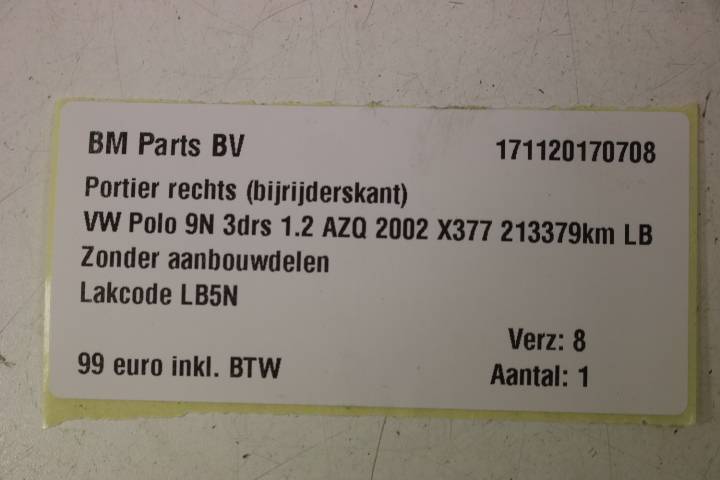 BM Parts BV 171120170708
Portier rechts (bijrijderskant)
VW Polo 9N 3drs 1.2 AZQ 2002 X377 213379km LB
Zonder aanbouwdelen
Lakcode LB5N
Verz: 8
99 euro inkl. BTW Aantal: 1